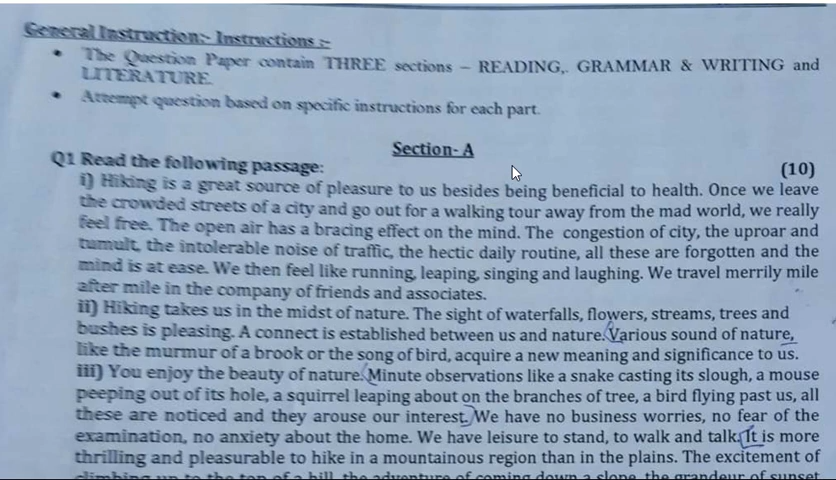 General Instruction:- Instructions :-
• The Question Paper contain THREE sections – READING,. GRAMMAR & WRITING and
LITERATURE.
• Attempt question based on specific instructions for each part.
Section- A
Q1 Read the following passage: (10)
i) Hiking is a great source of pleasure to us besides being beneficial to health. Once we leave
the crowded streets of a city and go out for a walking tour away from the mad world, we really
feel free. The open air has a bracing effect on the mind. The congestion of city, the uproar and
tumult, the intolerable noise of traffic, the hectic daily routine, all these are forgotten and the
mind is at ease. We then feel like running, leaping, singing and laughing. We travel merrily mile
after mile in the company of friends and associates.
ii) Hiking takes us in the midst of nature. The sight of waterfalls, flowers, streams, trees and
bushes is pleasing. A connect is established between us and nature. Various sound of nature,
like the murmur of a brook or the song of bird, acquire a new meaning and significance to us.
iii) You enjoy the beauty of nature. Minute observations like a snake casting its slough, a mouse
peeping out of its hole, a squirrel leaping about on the branches of tree, a bird flying past us, all
these are noticed and they arouse our interest. We have no business worries, no fear of the
examination, no anxiety about the home. We have leisure to stand, to walk and talk. It is more
thrilling and pleasurable to hike in a mountainous region than in the plains. The excitement of
climbing up to the top of a hill, the adventure of coming down a slope, the grandeur of sunset